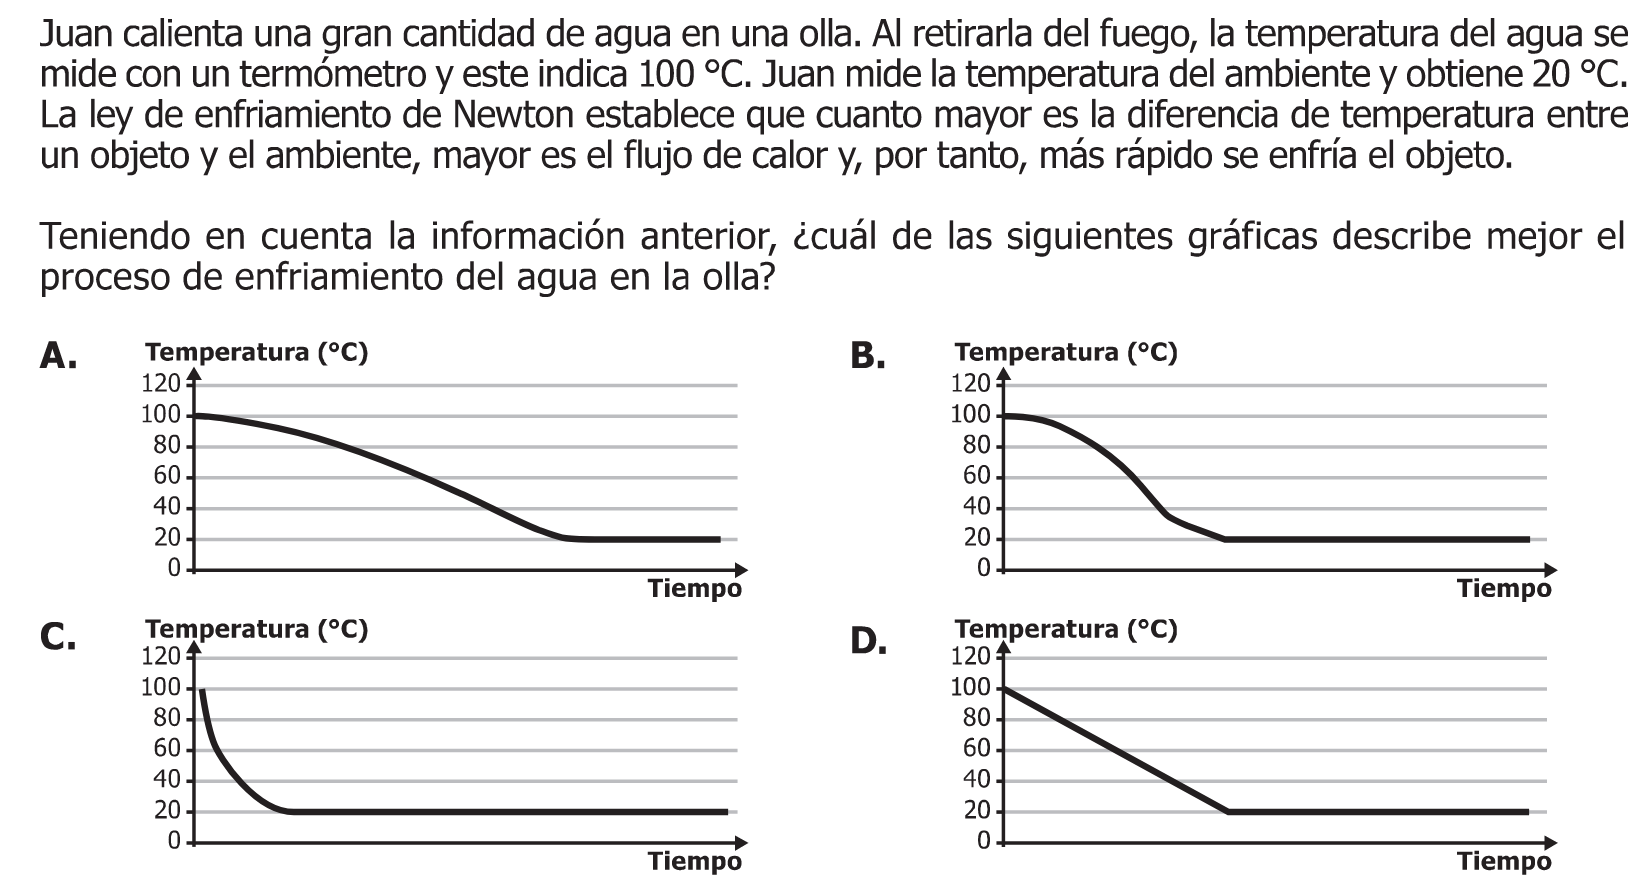 Juan calienta una gran cantidad de agua en una olla. Al retirarla del fuego, la temperatura del agua se
mide con un termómetro y este indica 100 °C. Juan mide la temperatura del ambiente y obtiene 20 °C.
La ley de enfriamiento de Newton establece que cuanto mayor es la diferencia de temperatura entre
un objeto y el ambiente, mayor es el flujo de calor y, por tanto, más rápido se enfría el objeto.
Teniendo en cuenta la información anterior, ¿cuál de las siguientes gráficas describe mejor el
proceso de enfriamiento del agua en la olla?
A.
Temperatura (°C)
120
100
80
60
40
20
0
Tiempo
B.
Temperatura (°C)
120
100
80
60
40
20
0
Tiempo
C.
Temperatura (°C)
120
100
80
60
40
20
0
Tiempo
D.
Temperatura (°C)
120
100
80
60
40
20
0
Tiempo